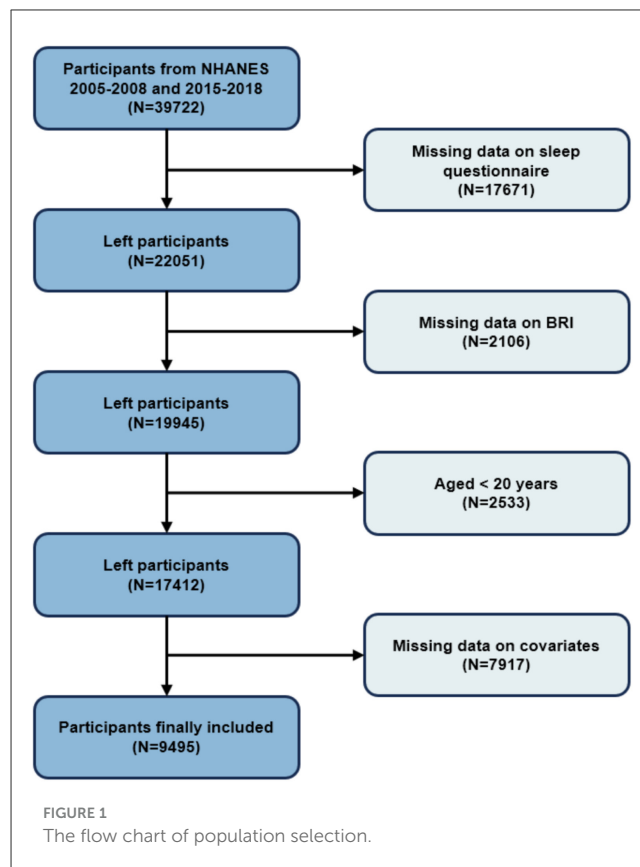 Participants from NHANES
2005-2008 and 2015-2018
(N=39722)
Missing data on sleep
questionnaire
(N=17671)
Left participants
(N=22051)
Missing data on BRI
(N=2106)
Left participants
(N=19945)
Aged < 20 years
(N=2533)
Left participants
(N=17412)
Missing data on covariates
(N=7917)
Participants finally included
(N=9495)
FIGURE 1
The flow chart of population selection.